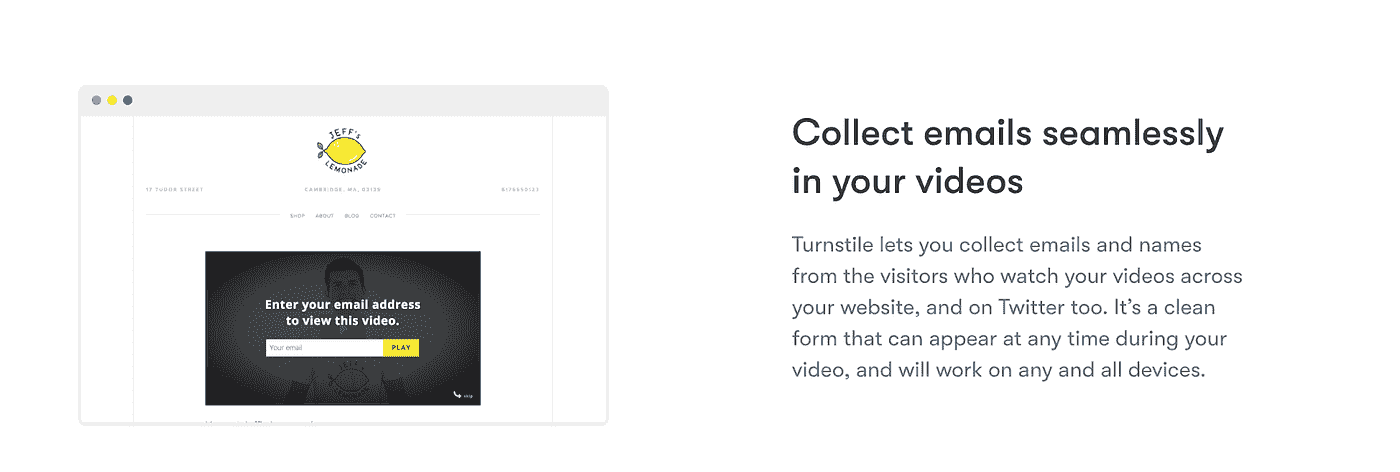 JEFF'S
LEMONADE
17 TUDOR STREET
CAMBRIDGE, MA, 02139
SHOP
ABOUT
BLOG
CONTACT
Enter your email address
to view this video.
Your email
PLAY
skip
Collect emails seamlessly
in your videos
Turnstile lets you collect emails and names
from the visitors who watch your videos across
your website, and on Twitter too. It’s a clean
form that can appear at any time during your
video, and will work on any and all devices.